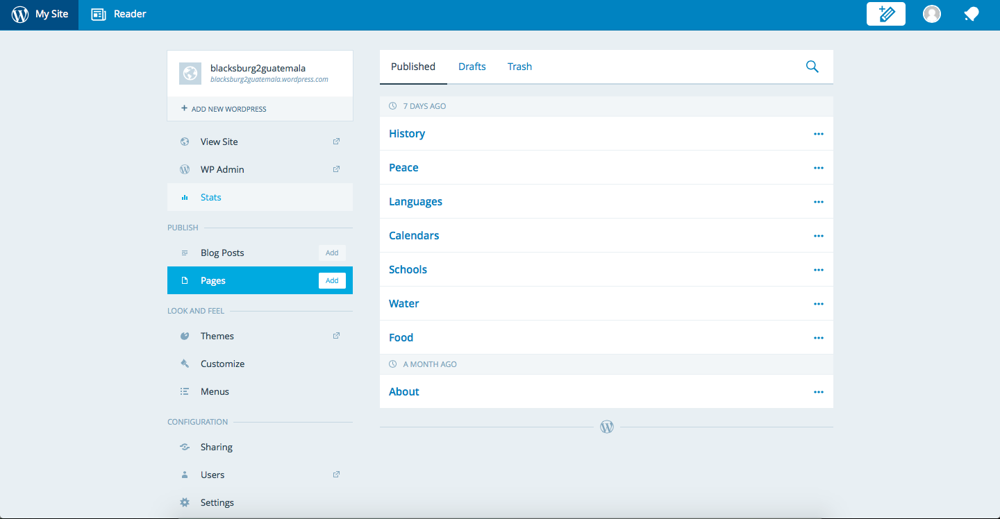 My Site
Reader
blacksburg2guatemala
blacksburg2guatemala.wordpress.com
+ ADD NEW WORDPRESS
View Site
WP Admin
Stats
PUBLISH
Blog Posts Add
Pages Add
LOOK AND FEEL
Themes
Customize
Menus
CONFIGURATION
Sharing
Users
Settings
Published Drafts Trash
7 DAYS AGO
History
Peace
Languages
Calendars
Schools
Water
Food
A MONTH AGO
About